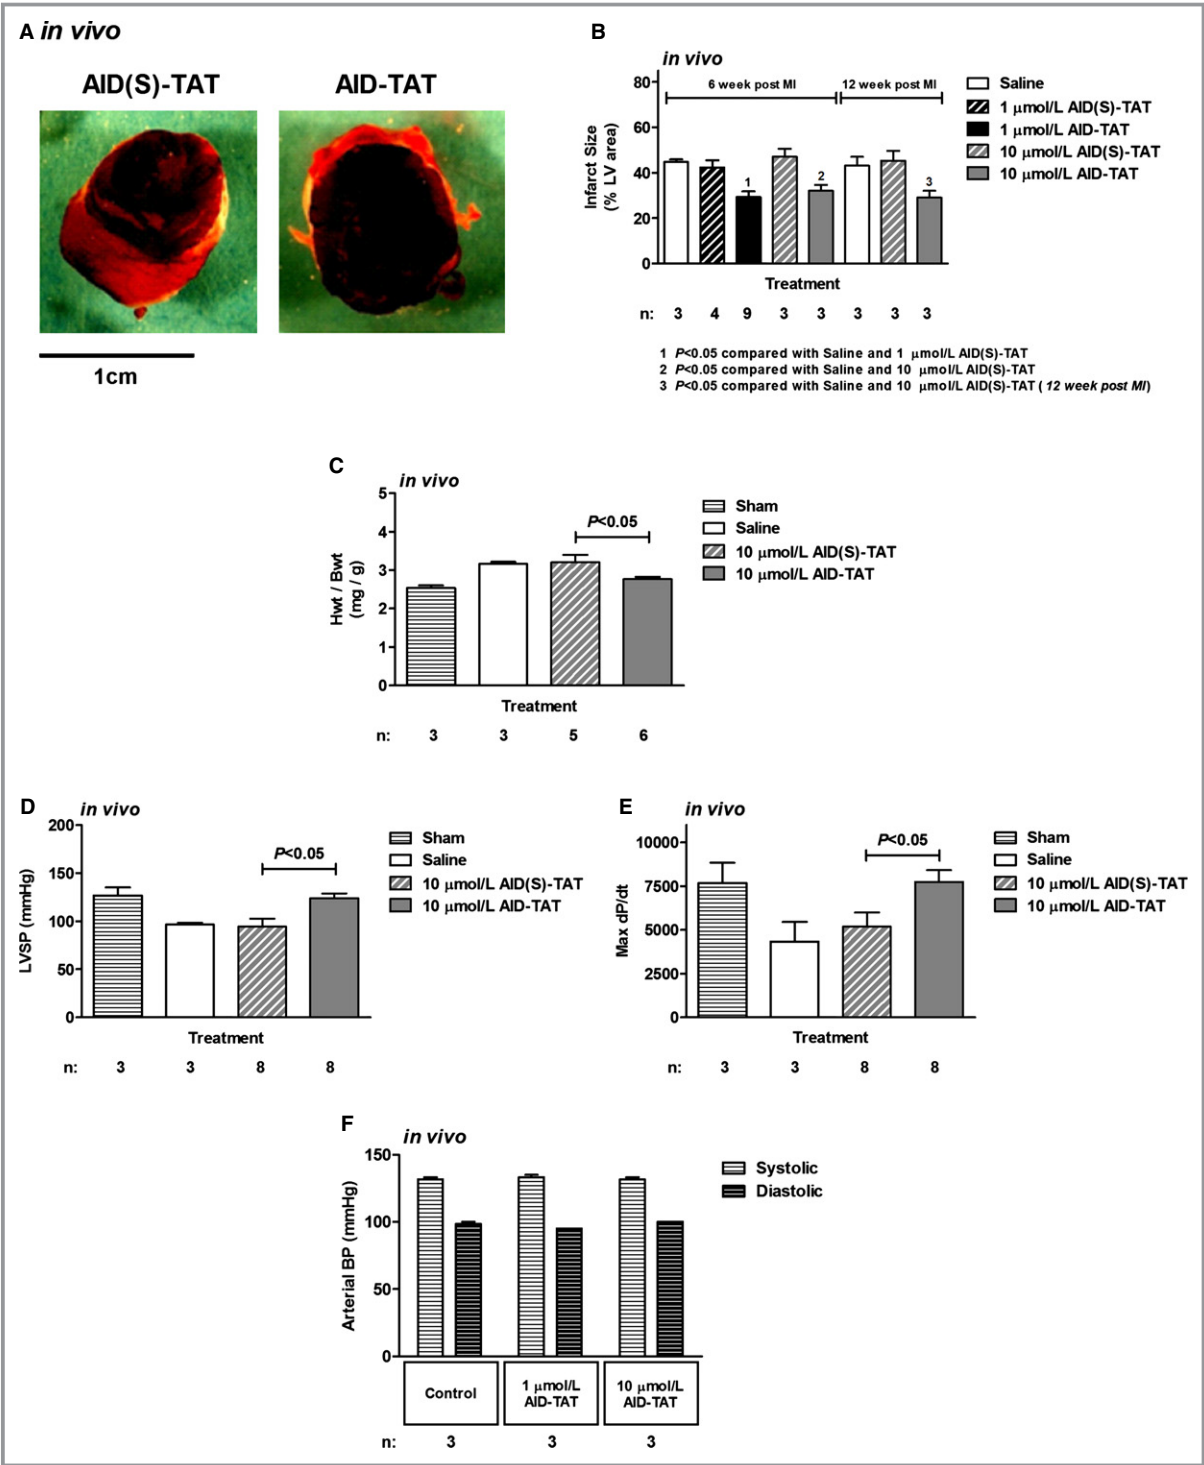 A in vivo
AID(S)-TAT
AID-TAT
1cm
B
in vivo
80
60
40
20
0
Infarct Size
(% LV area)
6 week post MI
12 week post MI
1
2
3
Treatment
n: 3 4 9 3 3 3 3 3
Saline
1 μmol/L AID(S)-TAT
1 μmol/L AID-TAT
10 μmol/L AID(S)-TAT
10 μmol/L AID-TAT
1 P<0.05 compared with Saline and 1 μmol/L AID(S)-TAT
2 P<0.05 compared with Saline and 10 μmol/L AID(S)-TAT
3 P<0.05 compared with Saline and 10 μmol/L AID(S)-TAT ( 12 week post MI)
C
in vivo
5
4
3
2
1
0
Hwt / Bwt
(mg / g)
P<0.05
Treatment
n: 3 3 5 6
Sham
Saline
10 μmol/L AID(S)-TAT
10 μmol/L AID-TAT
D
in vivo
200
150
100
50
0
LVSP (mmHg)
P<0.05
Treatment
n: 3 3 8 8
Sham
Saline
10 μmol/L AID(S)-TAT
10 μmol/L AID-TAT
E
in vivo
10000
7500
5000
2500
0
Max dP/dt
P<0.05
Treatment
n: 3 3 8 8
Sham
Saline
10 μmol/L AID(S)-TAT
10 μmol/L AID-TAT
F
in vivo
150
100
50
0
Arterial BP (mmHg)
Systolic
Diastolic
Control
1 μmol/L
AID-TAT
10 μmol/L
AID-TAT
n: 3 3 3